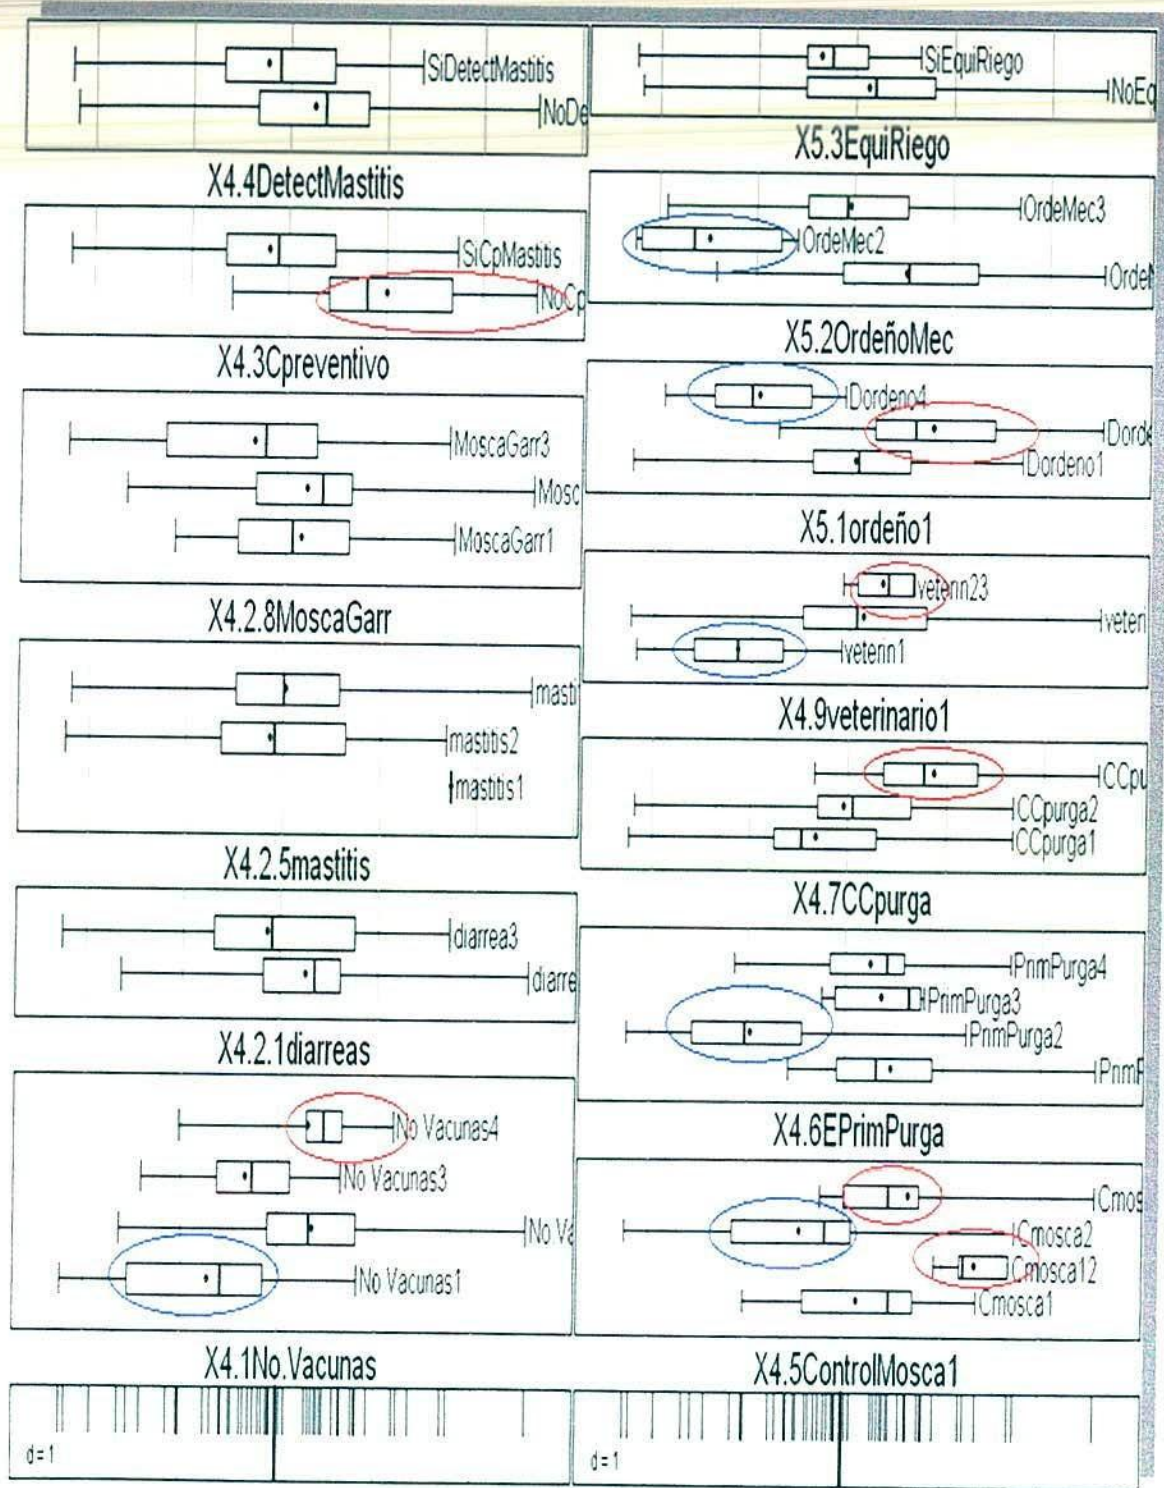 SiDetectMastitis
NoDe
X4.4DetectMastitis
SiCpMastitis
NoCp
X4.3Cpreventivo
MoscaGarr3
Mosc
MoscaGarr1
X4.2.8MoscaGarr
masti
mastitis2
mastitis1
X4.2.5mastitis
diarrea3
diarre
X4.2.1diarreas
No Vacunas4
No Vacunas3
No Va
No Vacunas1
X4.1No.Vacunas
d = 1
SiEquiRiego
NoEq
X5.3EquiRiego
OrdeMec3
OrdeMec2
OrdeM
X5.2OrdeñoMec
Dordeno4
Dorde
Dordeno1
X5.1ordeño1
veterin23
veteri
veterin1
X4.9veterinario1
CCpu
CCpurga2
CCpurga1
X4.7CCpurga
PrimPurga4
PrimPurga3
PrimPurga2
PrimP
X4.6EPrimPurga
Cmos
Cmosca2
Cmosca12
Cmosca1
X4.5ControlMosca1
d = 1